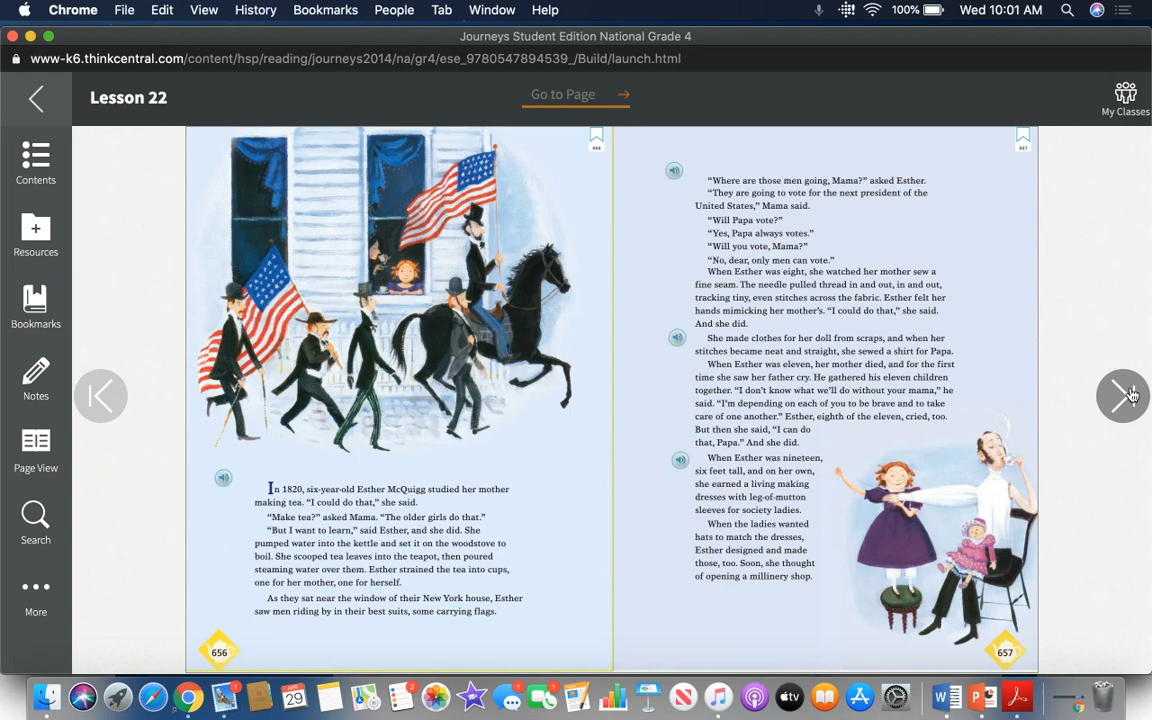 Chrome File Edit View History Bookmarks People Tab Window Help 100% Wed 10:01 AM
Journeys Student Edition National Grade 4
www-k6.thinkcentral.com/content/hsp/reading/journeys2014/na/gr4/ese_9780547894539_/Build/launch.html
Lesson 22
Go to Page →
My Classes
Contents
Resources
Bookmarks
Notes
Page View
Search
More
656
In 1820, six-year-old Esther McQuigg studied her mother
making tea. “I could do that,” she said.
“Make tea?” asked Mama. “The older girls do that.”
“But I want to learn,” said Esther, and she did. She
pumped water into the kettle and set it on the woodstove to
boil. She scooped tea leaves into the teapot, then poured
steaming water over them. Esther strained the tea into cups,
one for her mother, one for herself.
As they sat near the window of their New York house, Esther
saw men riding by in their best suits, some carrying flags.
656
657
“Where are those men going, Mama?” asked Esther.
“They are going to vote for the next president of the
United States,” Mama said.
“Will Papa vote?”
“Yes, Papa always votes.”
“Will you vote, Mama?”
“No, dear, only men can vote.”
When Esther was eight, she watched her mother sew a
fine seam. The needle pulled thread in and out, in and out,
tracking tiny, even stitches across the fabric. Esther felt her
hands mimicking her mother’s. “I could do that,” she said.
And she did.
She made clothes for her doll from scraps, and when her
stitches became neat and straight, she sewed a shirt for Papa.
When Esther was eleven, her mother died, and for the first
time she saw her father cry. He gathered his eleven children
together. “I don’t know what we’ll do without your mama,” he
said. “I’m depending on each of you to be brave and to take
care of one another.” Esther, eighth of the eleven, cried, too.
But then she said, “I can do
that, Papa.” And she did.
When Esther was nineteen,
six feet tall, and on her own,
she earned a living making
dresses with leg-of-mutton
sleeves for society ladies.
When the ladies wanted
hats to match the dresses,
Esther designed and made
those, too. Soon, she thought
of opening a millinery shop.
657
JAN
29
1
2
1
1
tv